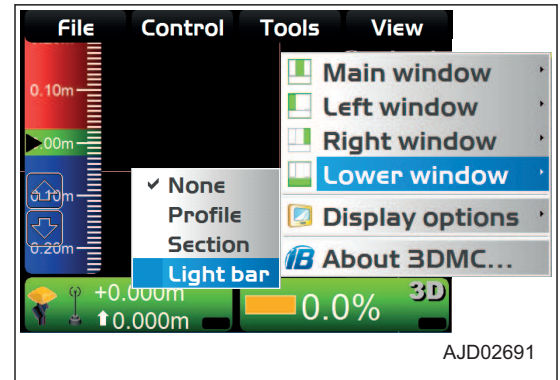 File Control Tools View
0.10m
Main window
Left window
Right window
.00m
Lower window
None
Profile
Section
Light bar
0.10m
0.20m
Display options
About 3DMC...
+0.000m
0.000m
0.0%
3D
AJD02691